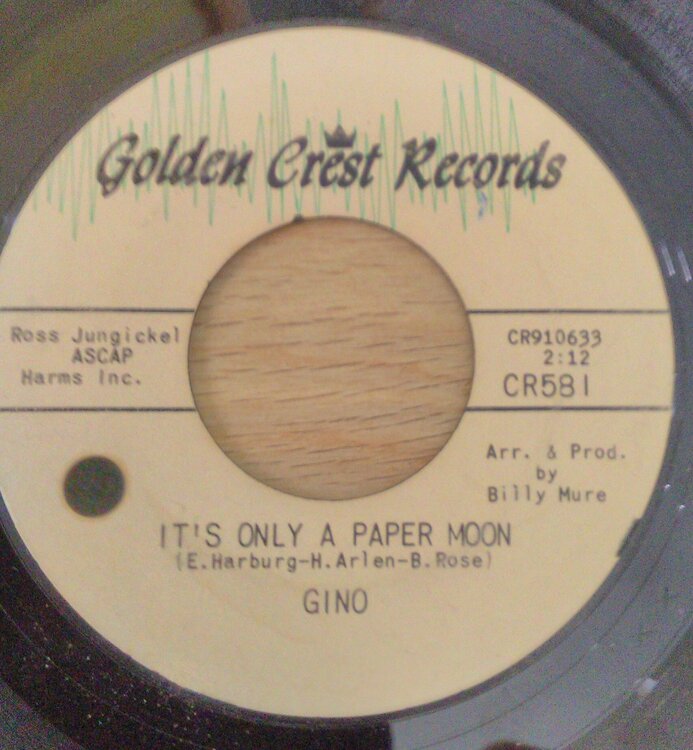 Golden Crest Records
Ross Jungickel
ASCAP
Harms Inc.
CR910633
2:12
CR581
Arr. & Prod.
by
Billy Mure
IT'S ONLY A PAPER MOON
(E.Harburg-H.Arlen-B.Rose)
GINO